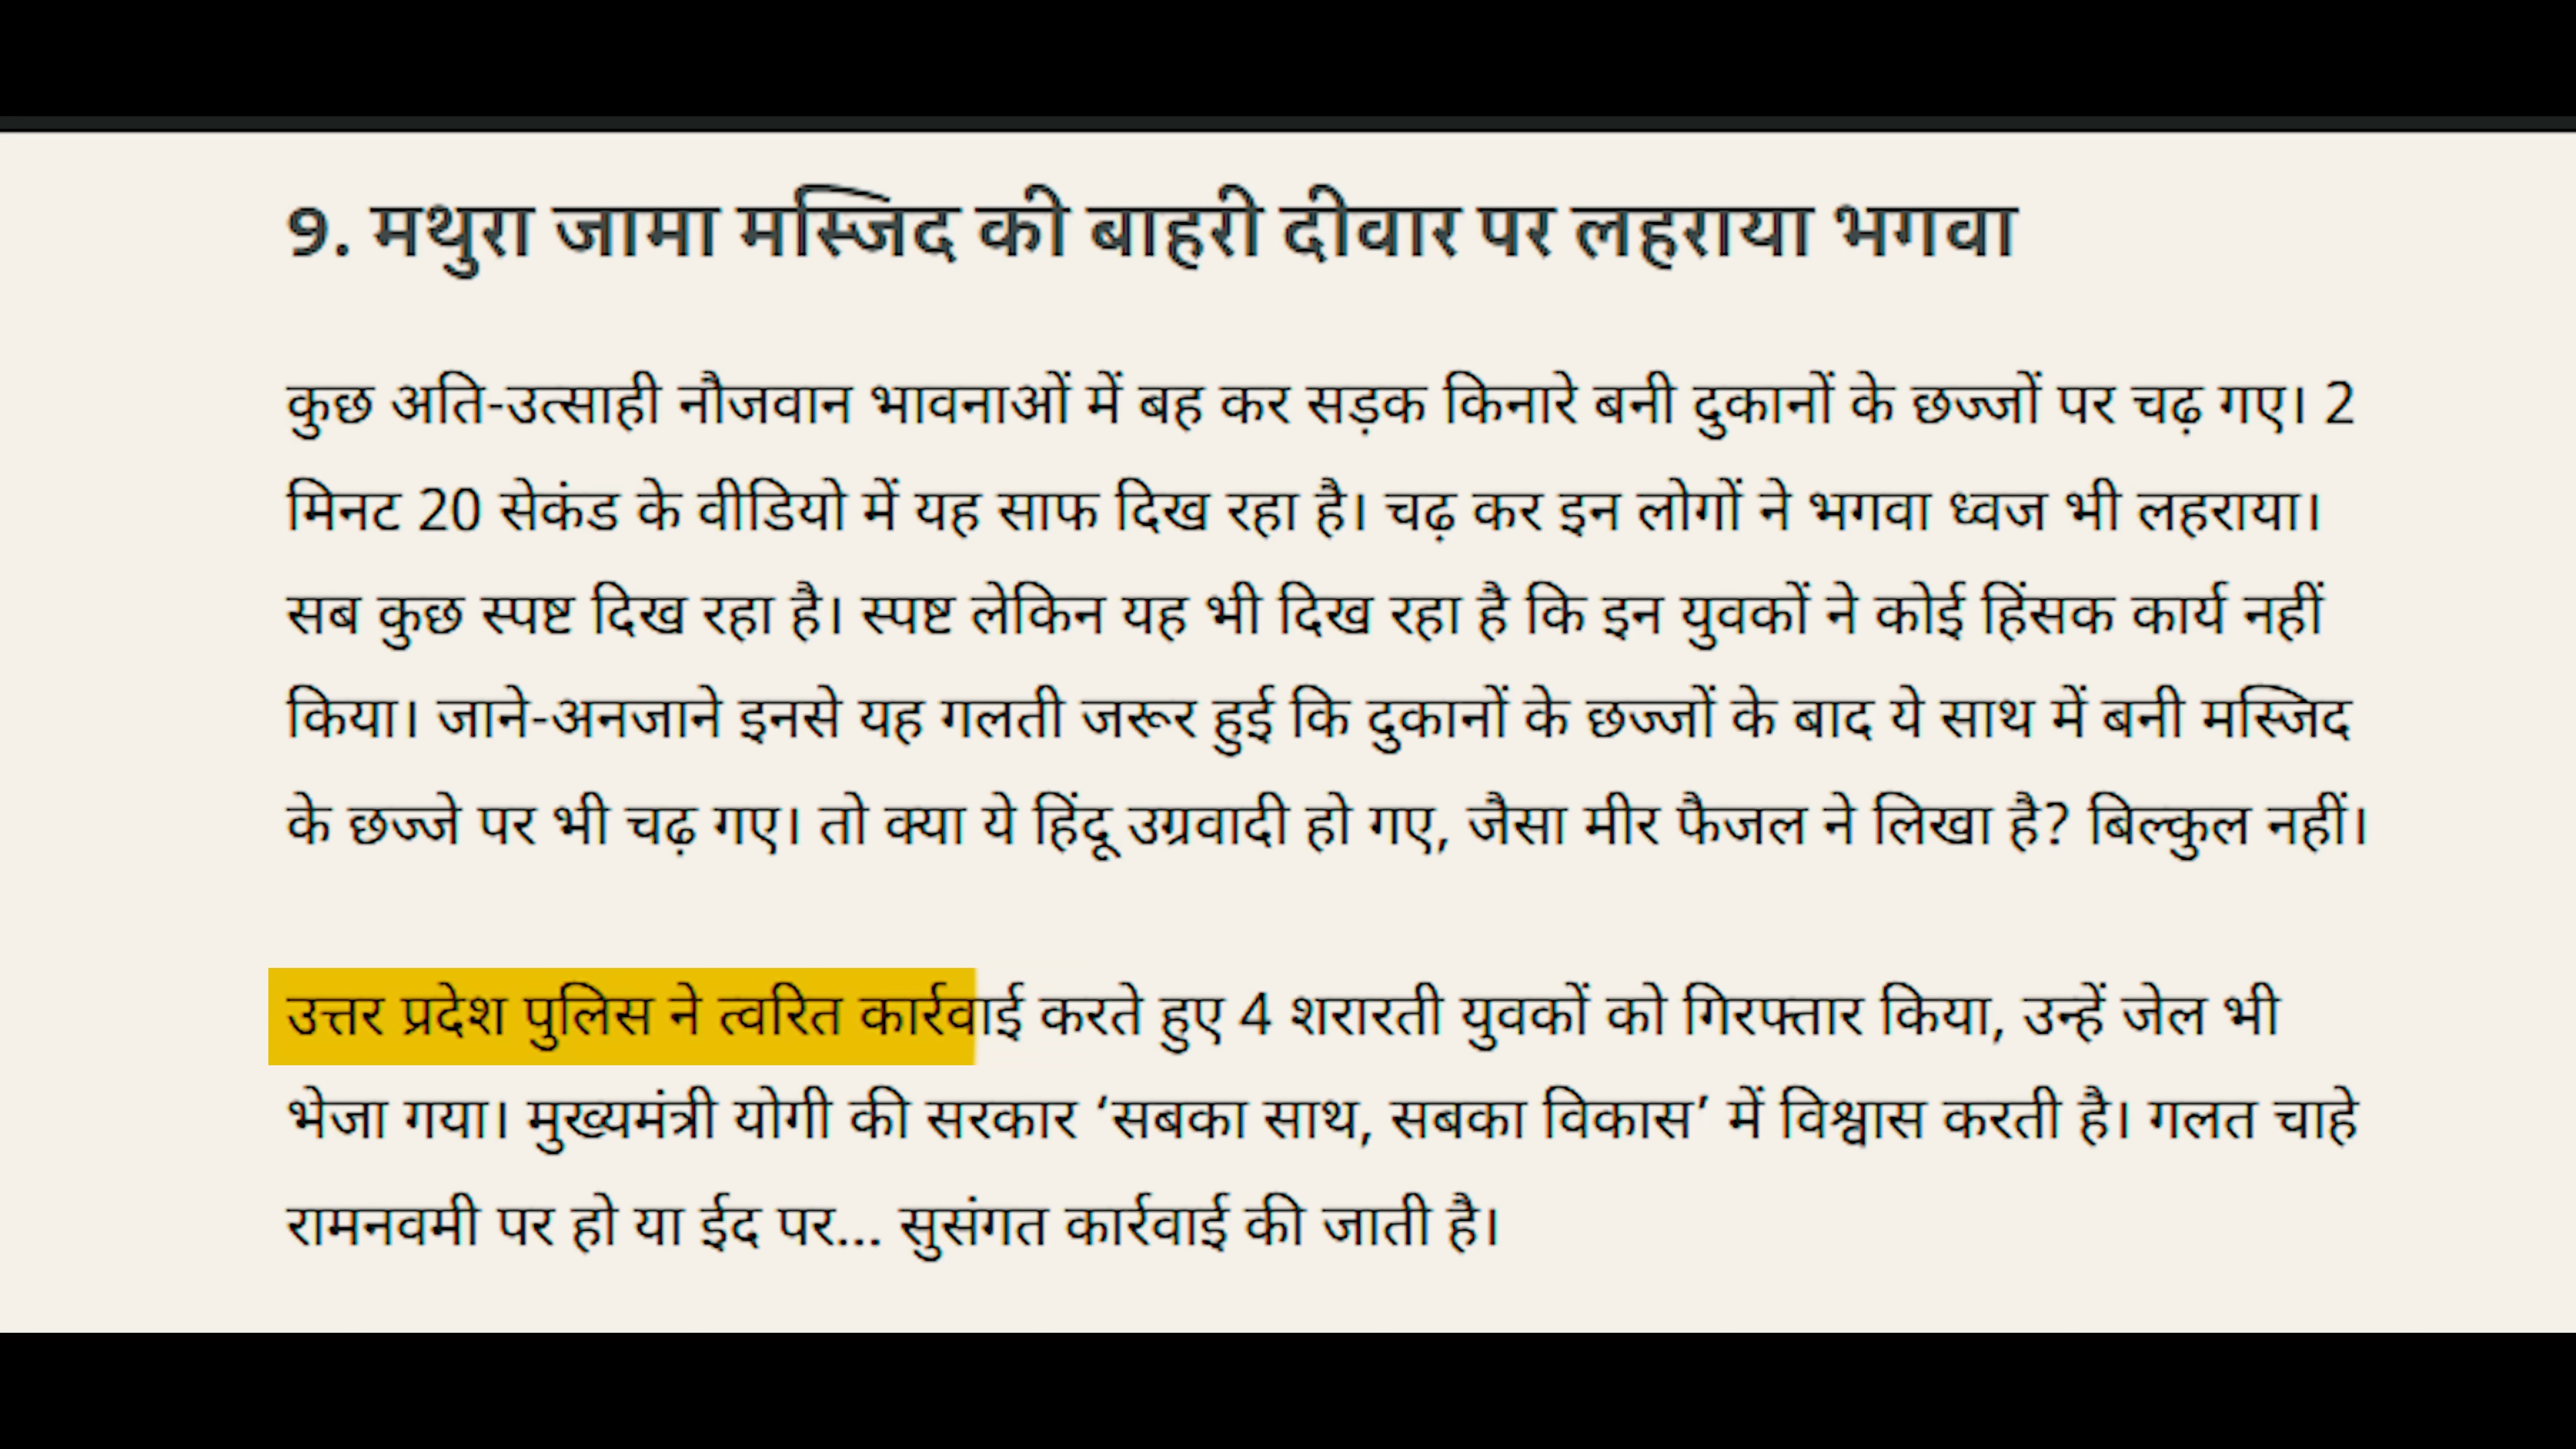 9. मथुरा जामा मस्जिद की बाहरी दीवार पर लहराया भगवा
कुछ अति-उत्साही नौजवान भावनाओं में बह कर सड़क किनारे बनी दुकानों के छज्जों पर चढ़ गए। 2
मिनट 20 सेकंड के वीडियो में यह साफ दिख रहा है। चढ़ कर इन लोगों ने भगवा ध्वज भी लहराया।
सब कुछ स्पष्ट दिख रहा है। स्पष्ट लेकिन यह भी दिख रहा है कि इन युवकों ने कोई हिंसक कार्य नहीं
किया। जाने-अनजाने इनसे यह गलती जरूर हुई कि दुकानों के छज्जों के बाद ये साथ में बनी मस्जिद
के छज्जे पर भी चढ़ गए। तो क्या ये हिंदू उग्रवादी हो गए, जैसा मीर फैजल ने लिखा है? बिल्कुल नहीं।
उत्तर प्रदेश पुलिस ने त्वरित कार्रवाई करते हुए 4 शरारती युवकों को गिरफ्तार किया, उन्हें जेल भी
भेजा गया। मुख्यमंत्री योगी की सरकार ‘सबका साथ, सबका विकास’ में विश्वास करती है। गलत चाहे
रामनवमी पर हो या ईद पर... सुसंगत कार्रवाई की जाती है।